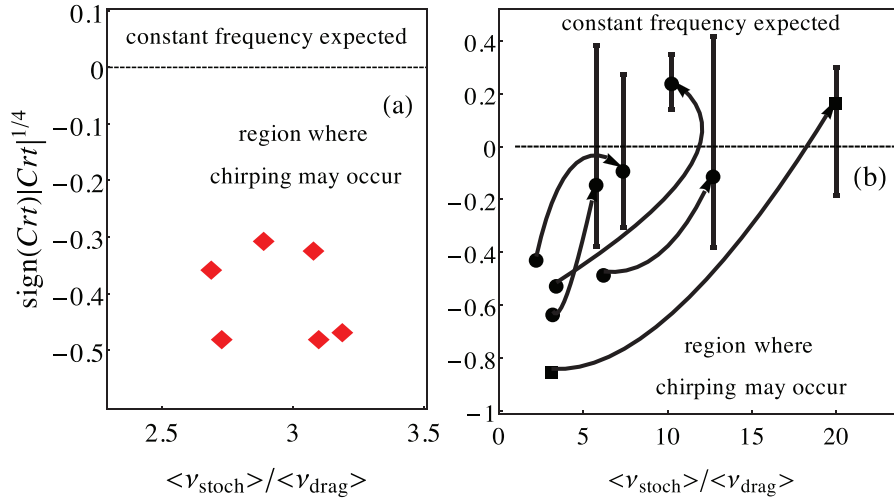 0.1
constant frequency expected
0
(a)
−0.1
region where
chirping may occur
−0.2
−0.3
−0.4
−0.5
sign(Crt)|Crt|^1/4
2.5
3
3.5
<ν_stoch>/<ν_drag>
constant frequency expected
0.4
0.2
0
(b)
−0.2
−0.4
−0.6
region where
−0.8
chirping may occur
−1
0
5
10
15
20
<ν_stoch>/<ν_drag>